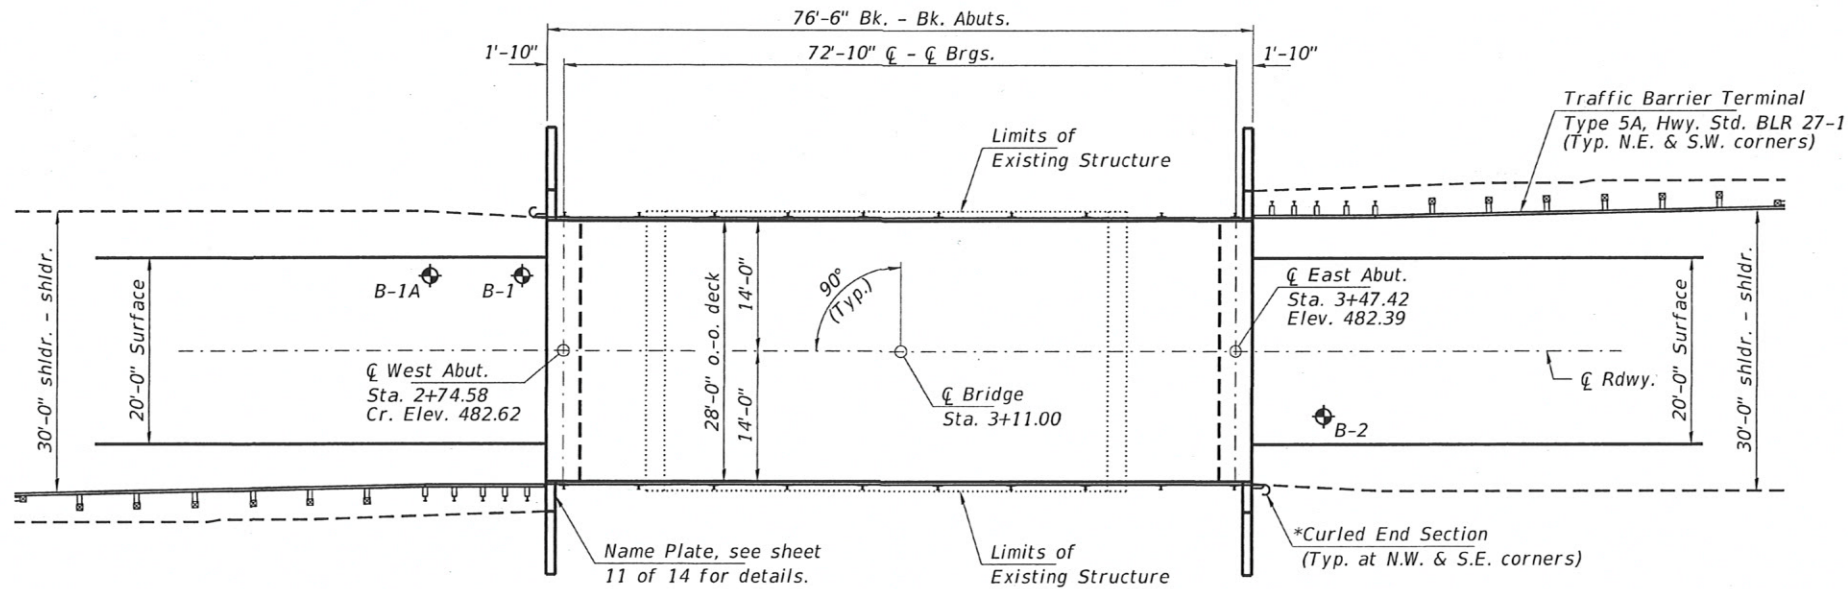 76'-6" Bk. - Bk. Abuts.
1'-10"
72'-10" ℄ - ℄ Brgs.
1'-10"
Traffic Barrier Terminal
Type 5A, Hwy. Std. BLR 27-1
(Typ. N.E. & S.W. corners)
Limits of
Existing Structure
30'-0" shldr. - shldr.
20'-0" Surface
B-1A
B-1
28'-0" o.-o. deck
14'-0"
14'-0"
90°
(Typ.)
℄ East Abut.
Sta. 3+47.42
Elev. 482.39
℄ West Abut.
Sta. 2+74.58
Cr. Elev. 482.62
℄ Bridge
Sta. 3+11.00
℄ Rdwy.
B-2
20'-0" Surface
30'-0" shldr. - shldr.
Name Plate, see sheet
11 of 14 for details.
Limits of
Existing Structure
*Curled End Section
(Typ. at N.W. & S.E. corners)